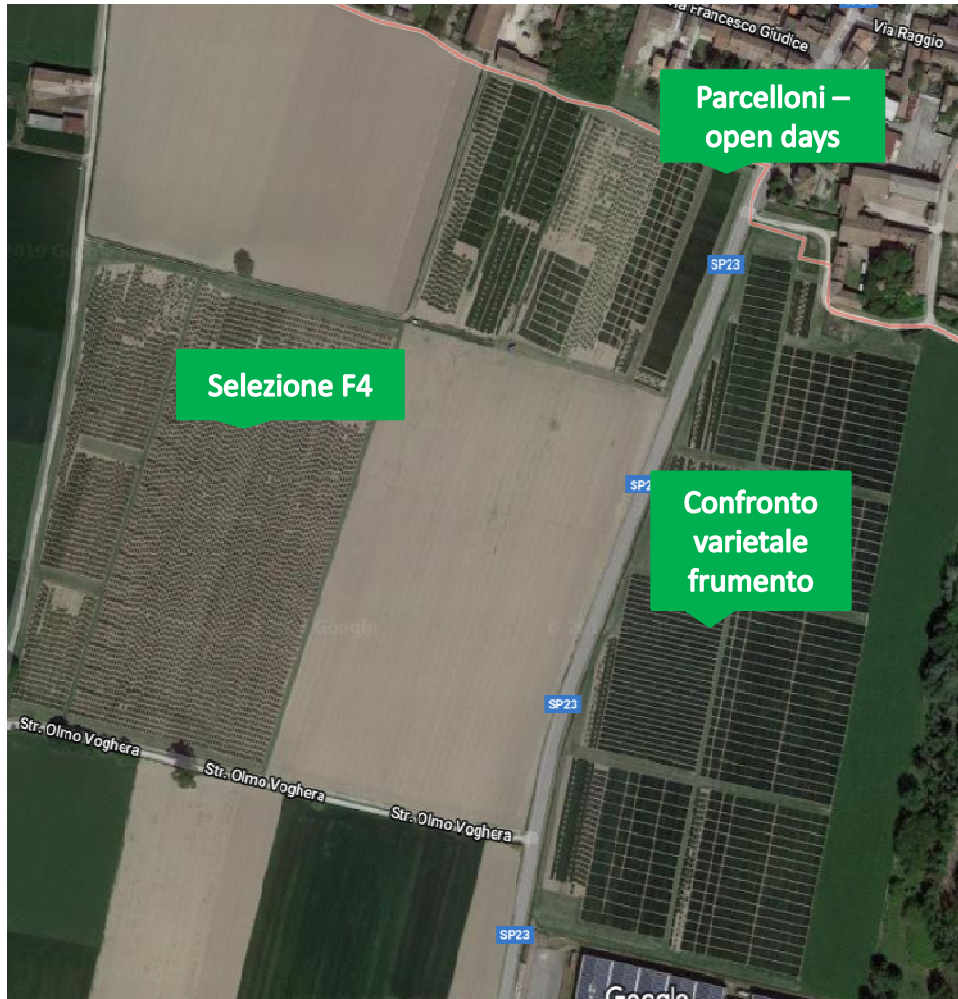 Via Francesco Giudice
Via Raggio
Parcelloni –
open days
SP23
Selezione F4
Confronto
varietale
frumento
Google
SP23
Str. Olmo Voghera
Str. Olmo Voghera
Str. Olmo Voghera
SP23
Google